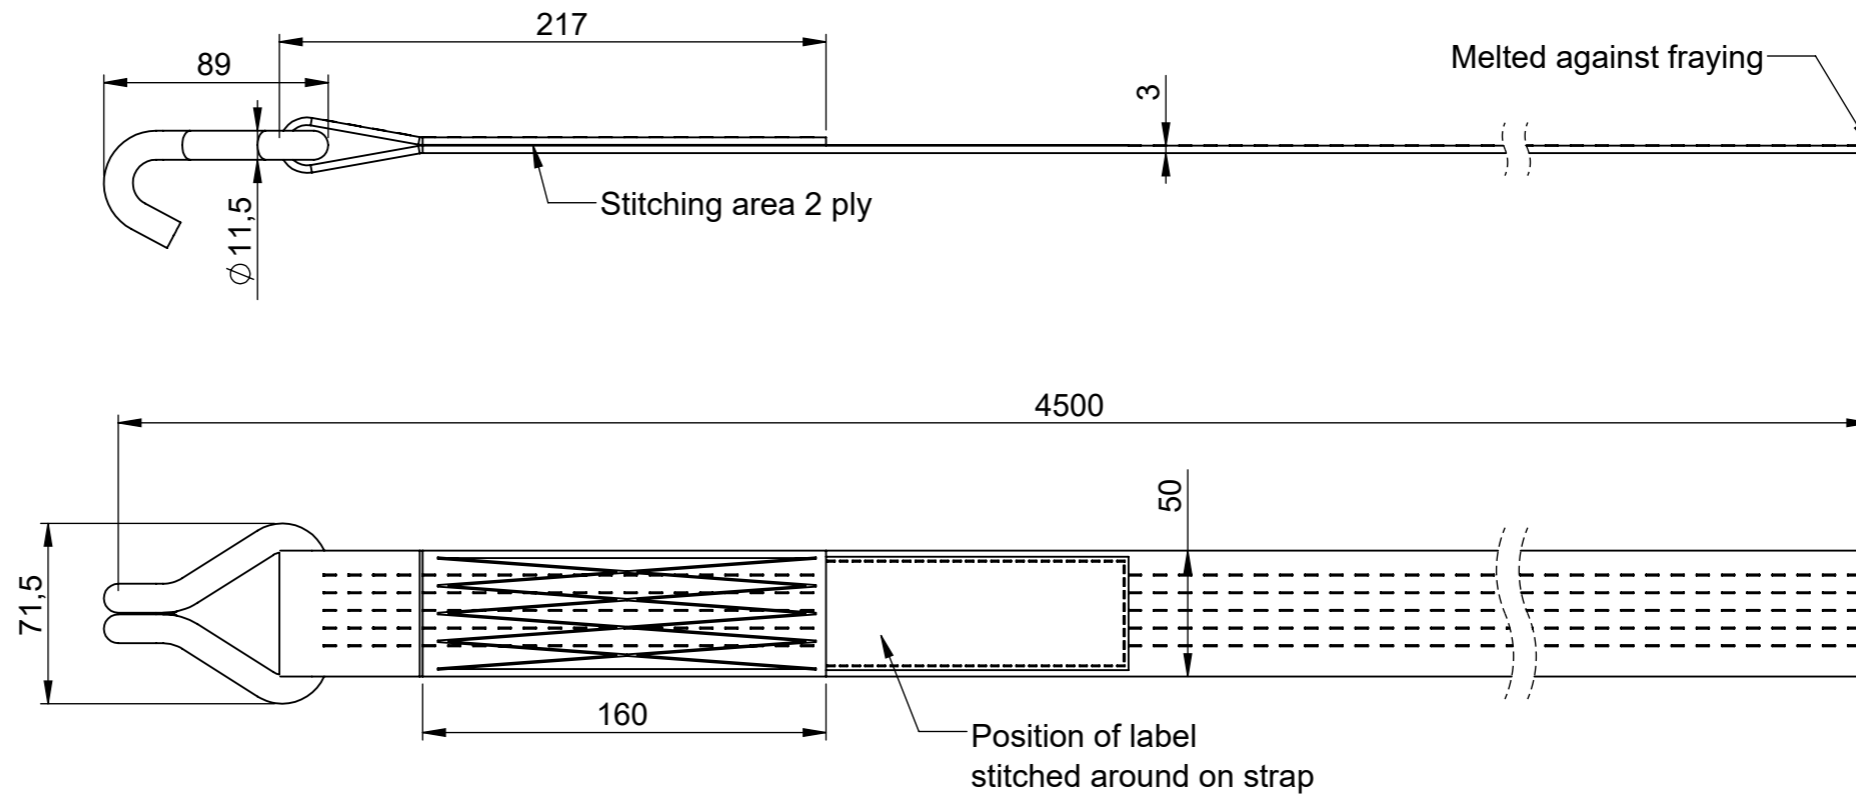 217
89
Melted against fraying
3
Stitching area 2 ply
⌀11,5
4500
50
71,5
160
Position of label
stitched around on strap